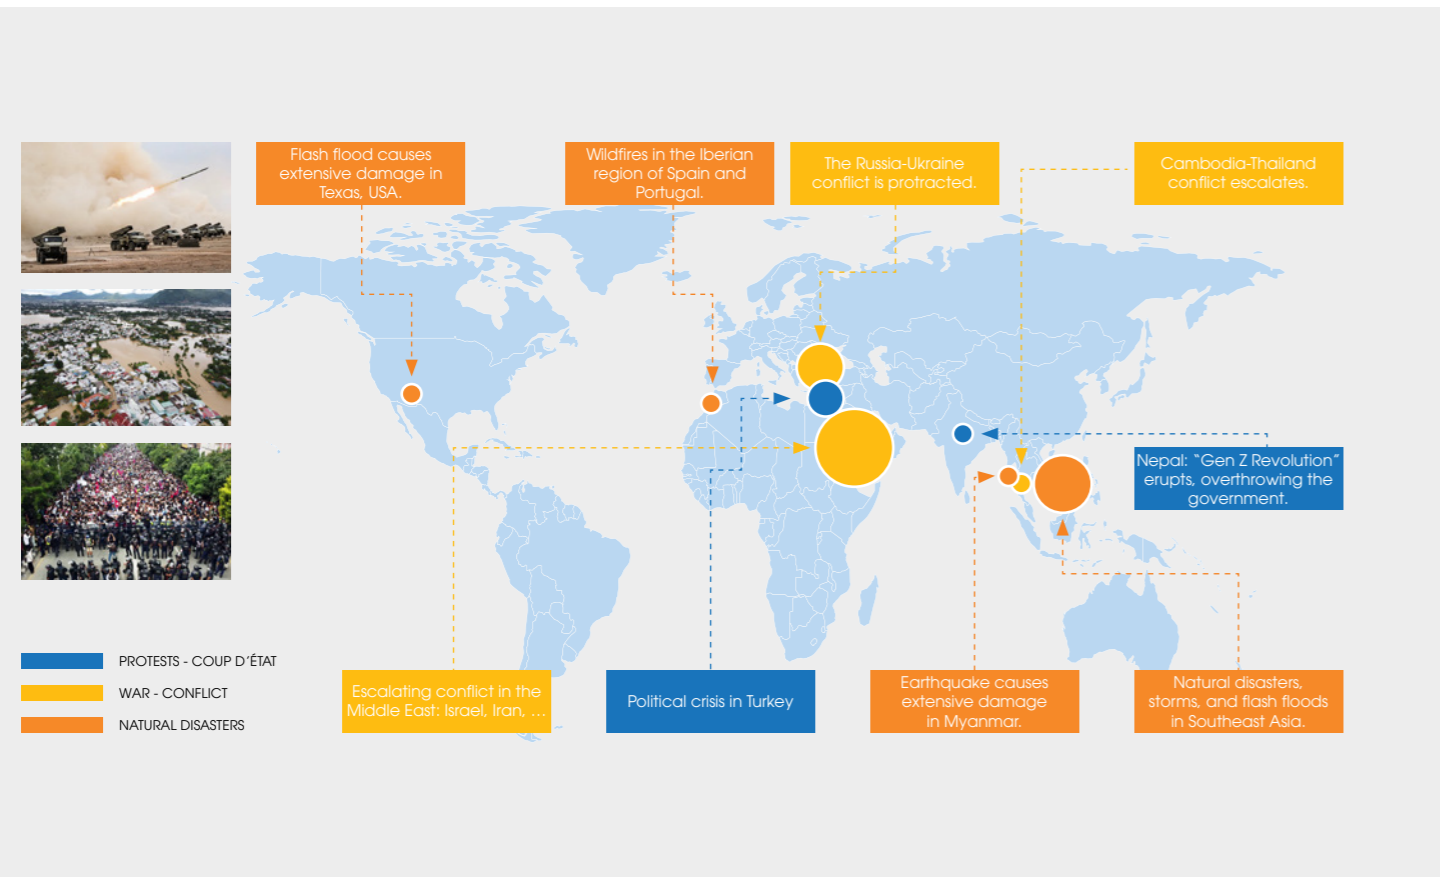 Flash flood causes
extensive damage in
Texas, USA.
Wildfires in the Iberian
region of Spain and
Portugal.
The Russia-Ukraine
conflict is protracted.
Cambodia-Thailand
conflict escalates.
Nepal: “Gen Z Revolution”
erupts, overthrowing the
government.
PROTESTS - COUP D´ÉTAT
WAR - CONFLICT
NATURAL DISASTERS
Escalating conflict in the
Middle East: Israel, Iran, ...
Political crisis in Turkey
Earthquake causes
extensive damage
in Myanmar.
Natural disasters,
storms, and flash floods
in Southeast Asia.